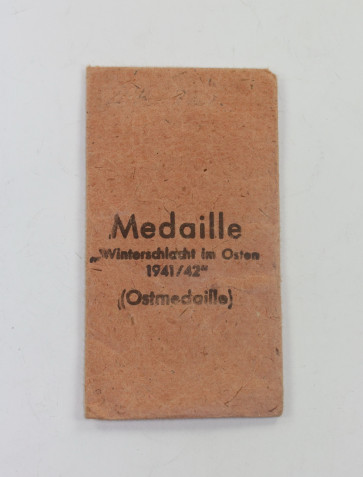 Medaille
„Winterschlacht im Osten
1941/42“
(Ostmedaille)